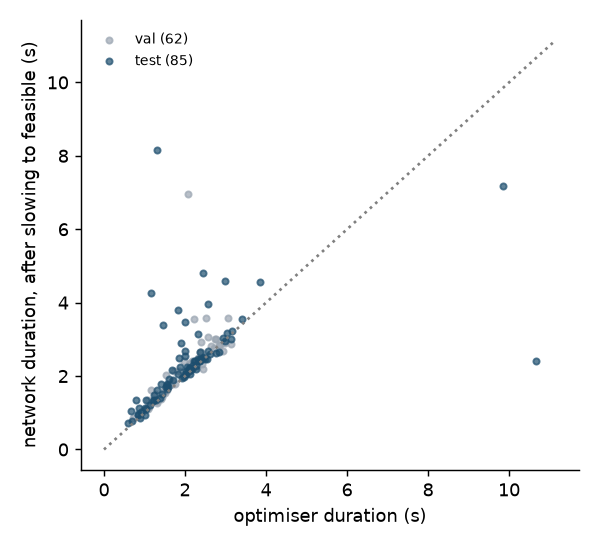 val (62)
test (85)
network duration, after slowing to feasible (s)
10
8
6
4
2
0
0 2 4 6 8 10
optimiser duration (s)